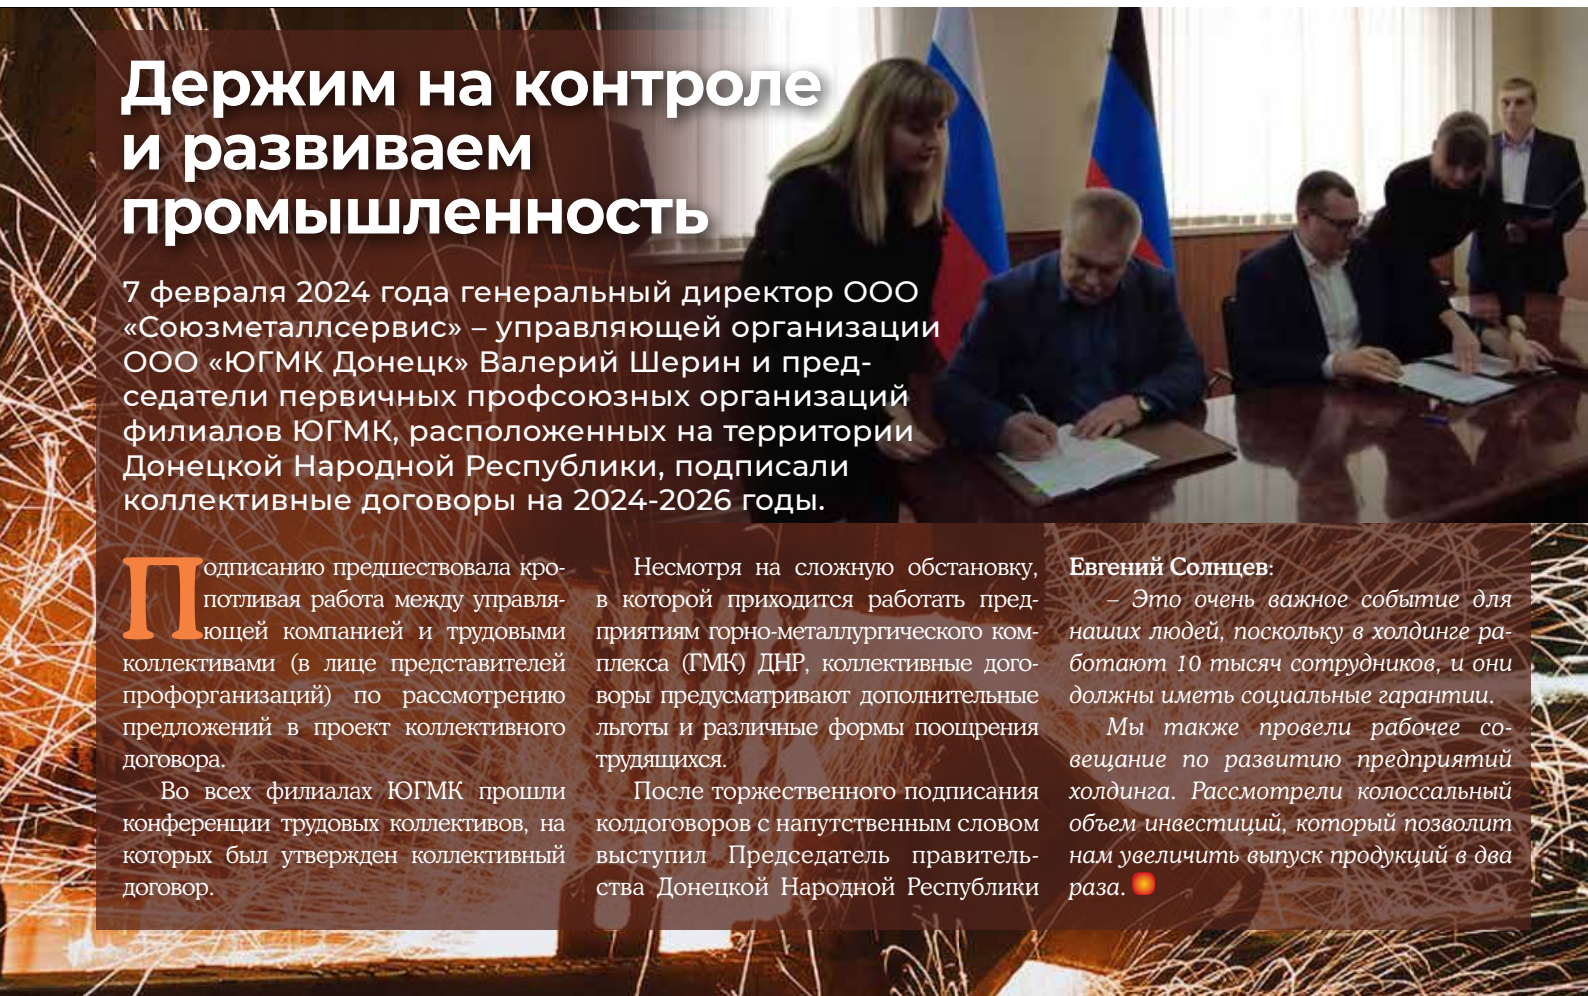 Держим на контроле
и развиваем
промышленность
7 февраля 2024 года генеральный директор ООО
«Союзметаллсервис» – управляющей организации
ООО «ЮГМК Донецк» Валерий Шерин и пред-
седатели первичных профсоюзных организаций
филиалов ЮГМК, расположенных на территории
Донецкой Народной Республики, подписали
коллективные договоры на 2024-2026 годы.
Подписанию предшествовала кро-
потливая работа между управля-
ющей компанией и трудовыми
коллективами (в лице представителей
профорганизаций) по рассмотрению
предложений в проект коллективного
договора.
Во всех филиалах ЮГМК прошли
конференции трудовых коллективов, на
которых был утвержден коллективный
договор.
Несмотря на сложную обстановку,
в которой приходится работать пред-
приятиям горно-металлургического ком-
плекса (ГМК) ДНР, коллективные дого-
воры предусматривают дополнительные
льготы и различные формы поощрения
трудящихся.
После торжественного подписания
колдоговоров с напутственным словом
выступил Председатель правитель-
ства Донецкой Народной Республики
Евгений Солнцев:
– Это очень важное событие для
наших людей, поскольку в холдинге ра-
ботают 10 тысяч сотрудников, и они
должны иметь социальные гарантии.
Мы также провели рабочее со-
вещание по развитию предприятий
холдинга. Рассмотрели колоссальный
объем инвестиций, который позволит
нам увеличить выпуск продукций в два
раза.